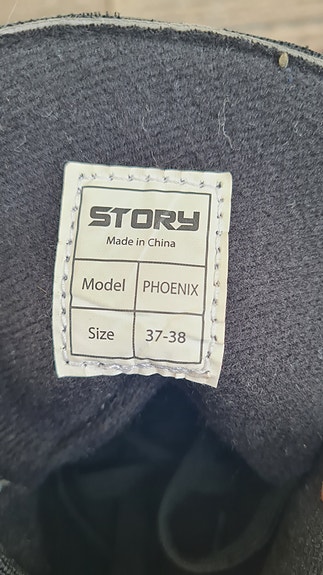 STORY
Made in China
Model PHOENIX
Size 37-38